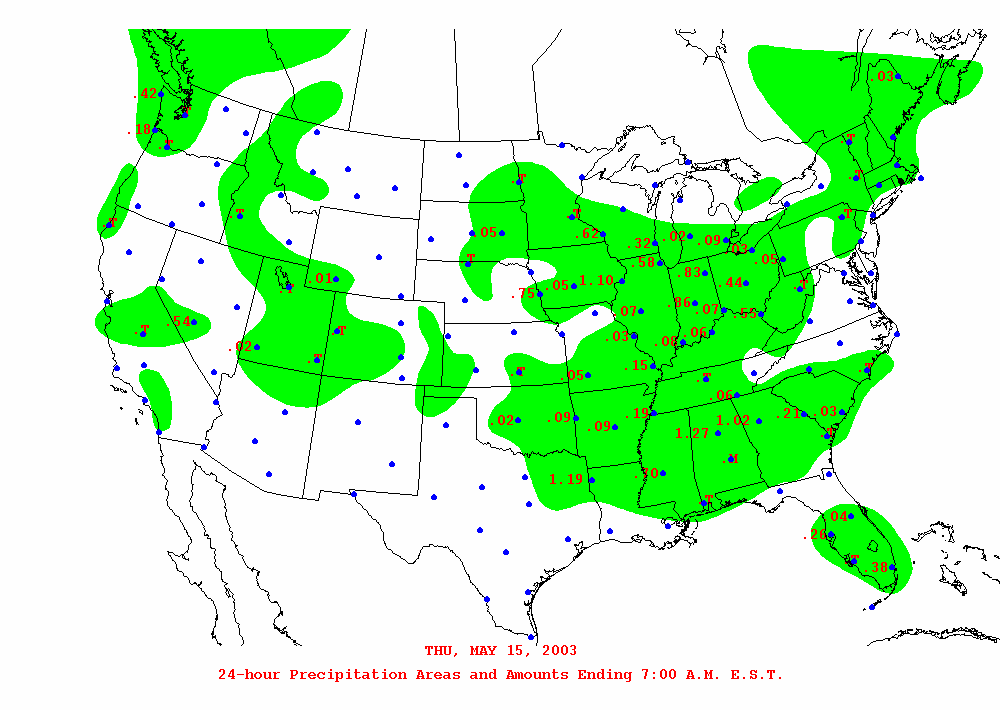 .03
.42
.18
T
.T
.T
.T
T
T
.T
T
.05
.62
.32
.02
.09
.03
T
.58
.05
.01
.T
.75
.05
1.10
.83
.44
.T
.86
.07
.07
.55
.54
.T
T
.03
.08
.06
.02
.T
.15
.T
.05
.T
.T
.06
.02
.09
.09
.19
1.27
1.02
.21
.03
.T
.M
1.19
.70
T
04
.26
T
.38
THU, MAY 15, 2003
24-hour Precipitation Areas and Amounts Ending 7:00 A.M. E.S.T.